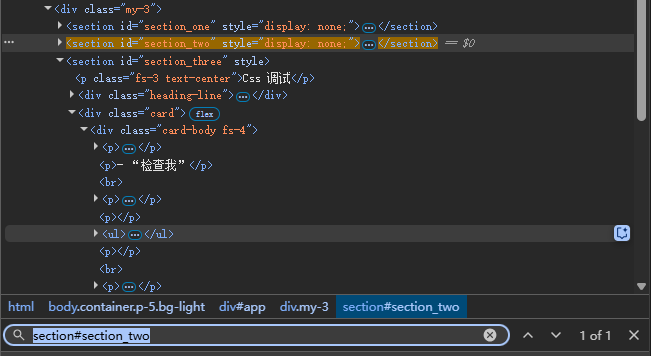 <div class="my-3">
<section id="section_one" style="display: none;">…</section>
<section id="section_two" style="display: none;">…</section> == $0
<section id="section_three" style>
<p class="fs-3 text-center">Css 调试</p>
<div class="heading-line">…</div>
<div class="card"> flex
<div class="card-body fs-4">
<p>…</p>
<p>- “检查我”</p>
<br>
<p>…</p>
<p></p>
<ul>…</ul>
<p></p>
<br>
<p>…</p>
html body.container.p-5.bg-light div#app div.my-3 section#section_two
section#section_two 1 of 1